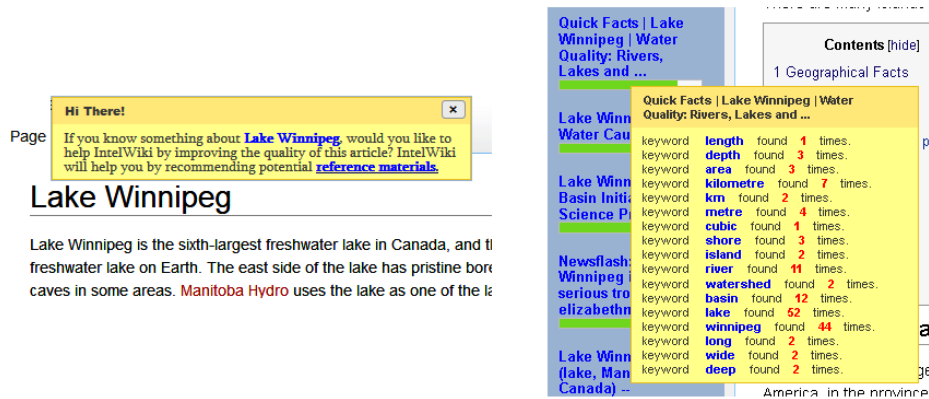 Hi There!
Page
If you know something about Lake Winnipeg, would you like to
help IntelWiki by improving the quality of this article? IntelWiki
will help you by recommending potential reference materials.
Lake Winnipeg
Lake Winnipeg is the sixth-largest freshwater lake in Canada, and
freshwater lake on Earth. The east side of the lake has pristine
caves in some areas. Manitoba Hydro uses the lake as one of the
Quick Facts | Lake
Winnipeg | Water
Quality: Rivers,
Lakes and ...
Lake Winn
Water Cau
Lake Winn
Basin Initi
Science P
Newsflash:
Winnipeg i
serious tro
elizabethm
Lake Winn
(lake, Man
Canada) --
There are many islands
Contents [hide]
1 Geographical Facts
Quick Facts | Lake Winnipeg | Water
Quality: Rivers, Lakes and ...
keyword length found 1 times.
keyword depth found 3 times.
keyword area found 3 times.
keyword kilometre found 7 times.
keyword km found 2 times.
keyword metre found 4 times.
keyword cubic found 1 times.
keyword shore found 3 times.
keyword island found 2 times.
keyword river found 11 times.
keyword watershed found 2 times.
keyword basin found 12 times.
keyword lake found 52 times.
keyword winnipeg found 44 times.
keyword long found 2 times.
keyword wide found 2 times.
keyword deep found 2 times.
America, in the province